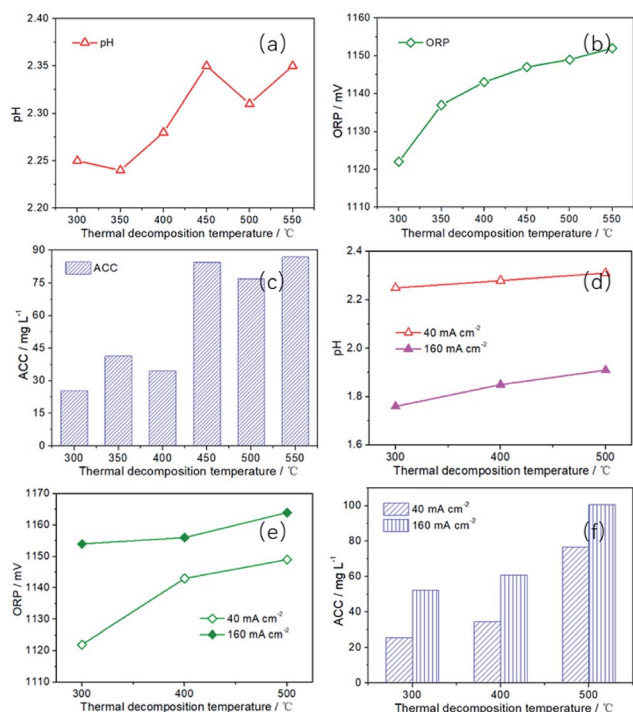 2.40
2.35
2.30
2.25
2.20
pH
pH
(a)
300 350 400 450 500 550
Thermal decomposition temperature / ℃
1160
1150
1140
1130
1120
1110
ORP / mV
ORP
(b)
300 350 400 450 500 550
Thermal decomposition temperature / ℃
90
75
60
45
30
15
0
ACC / mg L⁻¹
ACC
(c)
300 350 400 450 500 550
Thermal decomposition temperature / ℃
2.4
2.2
2.0
1.8
1.6
pH
(d)
40 mA cm⁻²
160 mA cm⁻²
300 400 500
Thermal decomposition temperature / ℃
1170
1160
1150
1140
1130
1120
1110
ORP / mV
(e)
40 mA cm⁻²
160 mA cm⁻²
300 400 500
Thermal decomposition temperature / ℃
100
80
60
40
20
0
ACC / mg L⁻¹
40 mA cm⁻²
160 mA cm⁻²
(f)
300 400 500
Thermal decomposition temperature / ℃